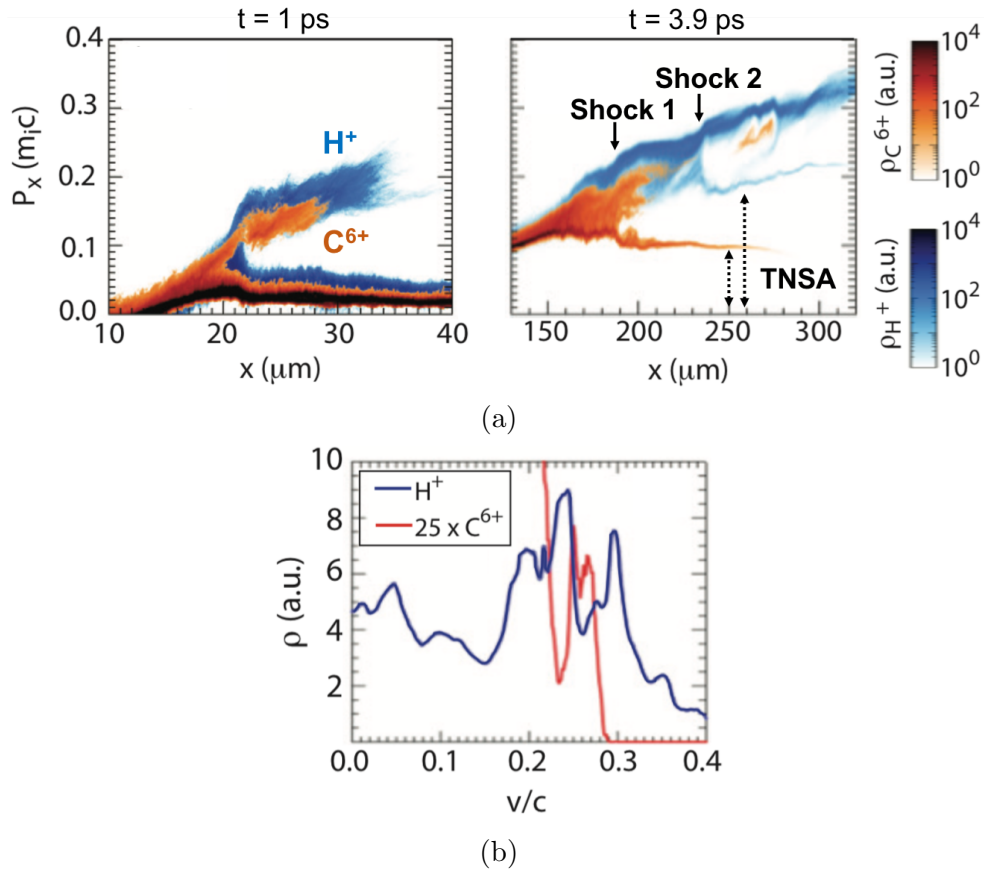 t = 1 ps
t = 3.9 ps
0.4
0.3
0.2
0.1
0.0
Pₓ (mᵢc)
H⁺
C⁶⁺
10 20 30 40
x (μm)
Shock 1
Shock 2
TNSA
150 200 250 300
x (μm)
ρC⁶⁺ (a.u.)
10⁴
10²
10⁰
ρH⁺ (a.u.)
10⁴
10²
10⁰
(a)
10
8
6
4
2
ρ (a.u.)
H⁺
25 x C⁶⁺
0.0 0.1 0.2 0.3 0.4
v/c
(b)